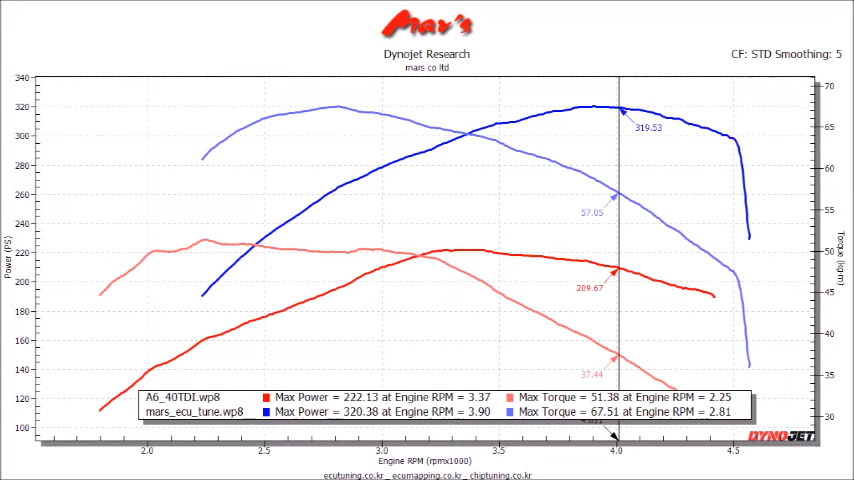 Mars
Dynojet Research
mars co ltd
CF: STD Smoothing: 5
340
320
300
280
260
240
220
200
180
160
140
120
100
Power (PS)
70
65
60
55
50
45
40
35
30
Torque (kg·m)
319.53
57.05
209.67
37.44
A6_40TDI.wp8 Max Power = 222.13 at Engine RPM = 3.37 Max Torque = 51.38 at Engine RPM = 2.25
mars_ecu_tune.wp8 Max Power = 320.38 at Engine RPM = 3.90 Max Torque = 67.51 at Engine RPM = 2.81
4.011
DYNOJET
2.0 2.5 3.0 3.5 4.0 4.5
Engine RPM (rpmx1000)
ecutuning.co.kr_ ecumapping.co.kr_ chiptuning.co.kr